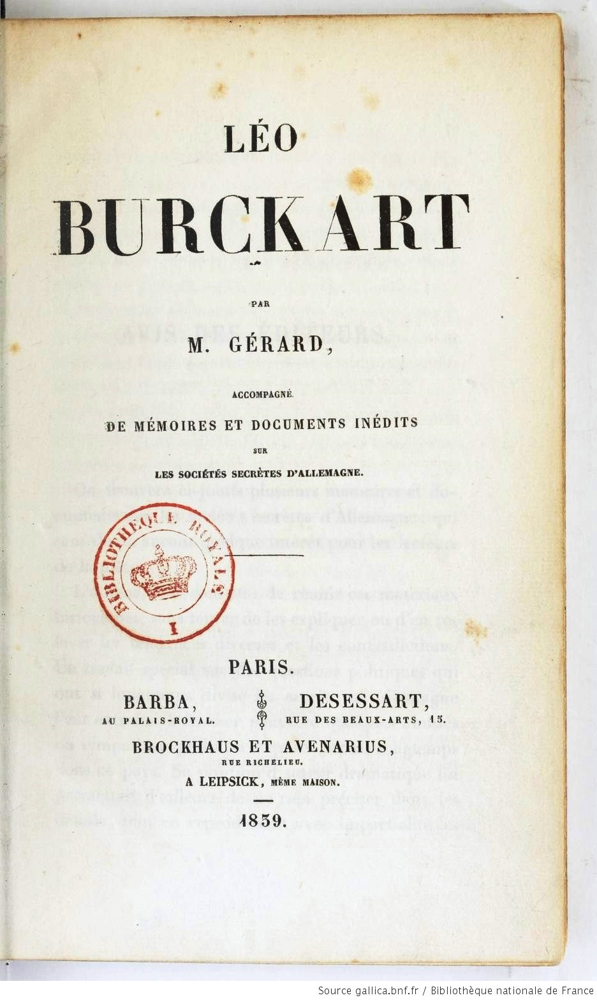 LÉO
BURCKART
PAR
M. GÉRARD,
ACCOMPAGNÉ
DE MÉMOIRES ET DOCUMENTS INÉDITS
SUR
LES SOCIÉTÉS SECRÈTES D'ALLEMAGNE.
BIBLIOTHEQUE ROYALE
I
PARIS.
BARBA, DESESSART,
AU PALAIS-ROYAL. RUE DES BEAUX-ARTS, 15.
BROCKHAUS ET AVENARIUS,
RUE RICHELIEU.
A LEIPSICK, MÊME MAISON.
1839.
Source gallica.bnf.fr / Bibliothèque nationale de France